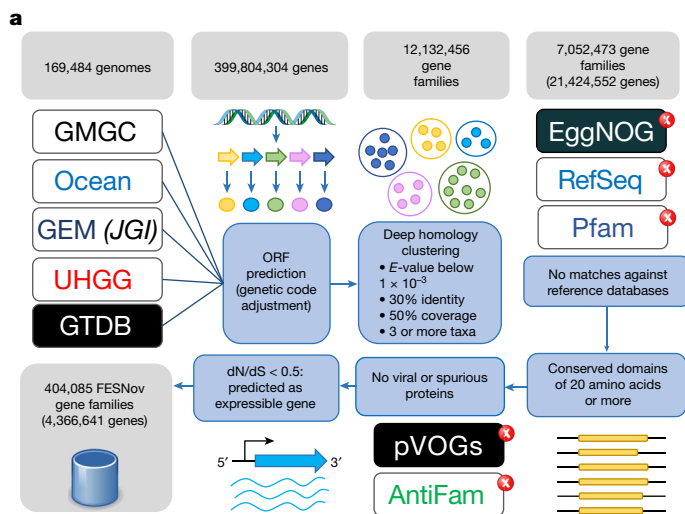 a
169,484 genomes
399,804,304 genes
12,132,456
gene
families
7,052,473 gene
families
(21,424,552 genes)
GMGC
Ocean
GEM (JGI)
UHGG
GTDB
ORF
prediction
(genetic code
adjustment)
Deep homology
clustering
• E-value below
1 × 10⁻³
• 30% identity
• 50% coverage
• 3 or more taxa
EggNOG
X
RefSeq
X
Pfam
X
No matches against
reference databases
Conserved domains
of 20 amino acids
or more
No viral or spurious
proteins
pVOGs
X
AntiFam
X
dN/dS < 0.5:
predicted as
expressible gene
5′ 3′
404,085 FESNov
gene families
(4,366,641 genes)